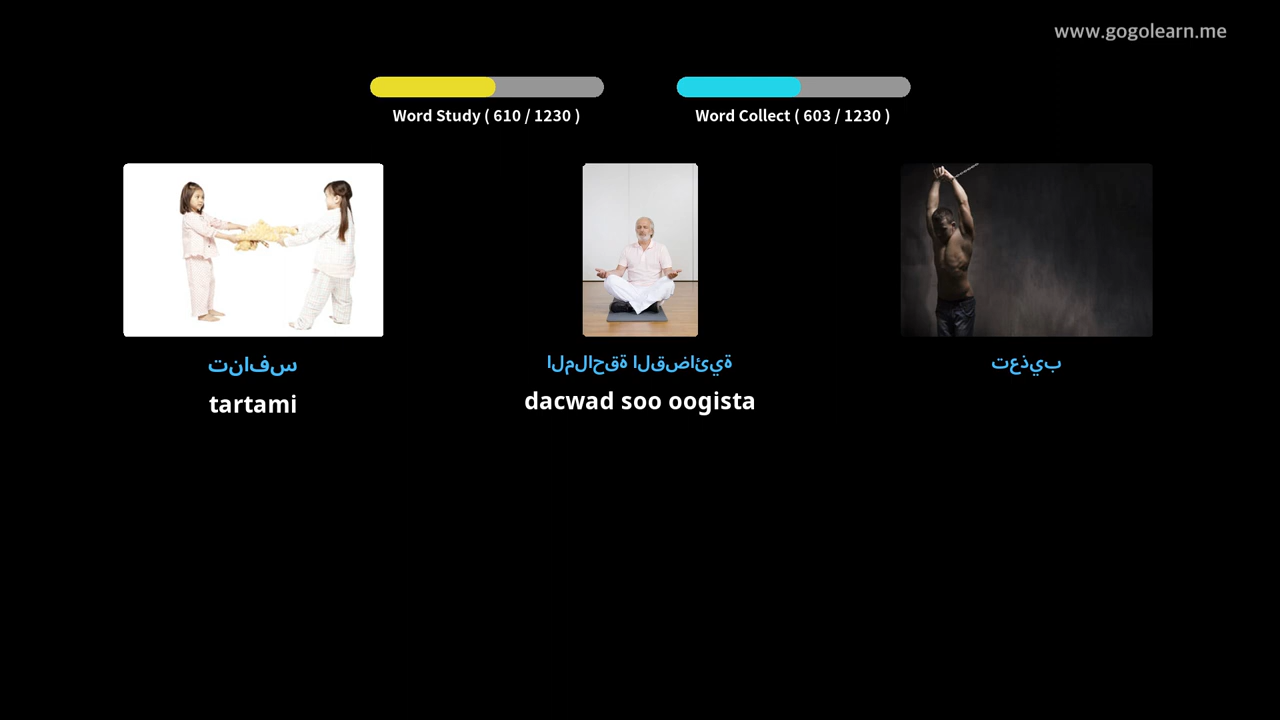 www.gogolearn.me
Word Study ( 610 / 1230 )
Word Collect ( 603 / 1230 )
تنافس
tartami
الملاحقة القضائية
dacwad soo oogista
تعذيب